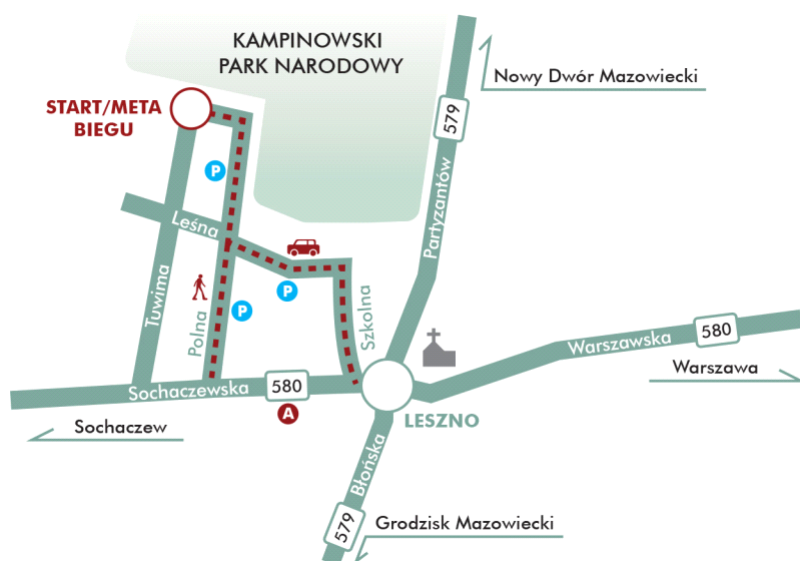 KAMPINOWSKI
PARK NARODOWY
Nowy Dwór Mazowiecki
START/META
BIEGU
579
P
Partyzantów
Leśna
Tuwima
P
P
Polna
Szkolna
Warszawska
580
Warszawa
Sochaczewska
580
A
LESZNO
Sochaczew
Błońska
579
Grodzisk Mazowiecki